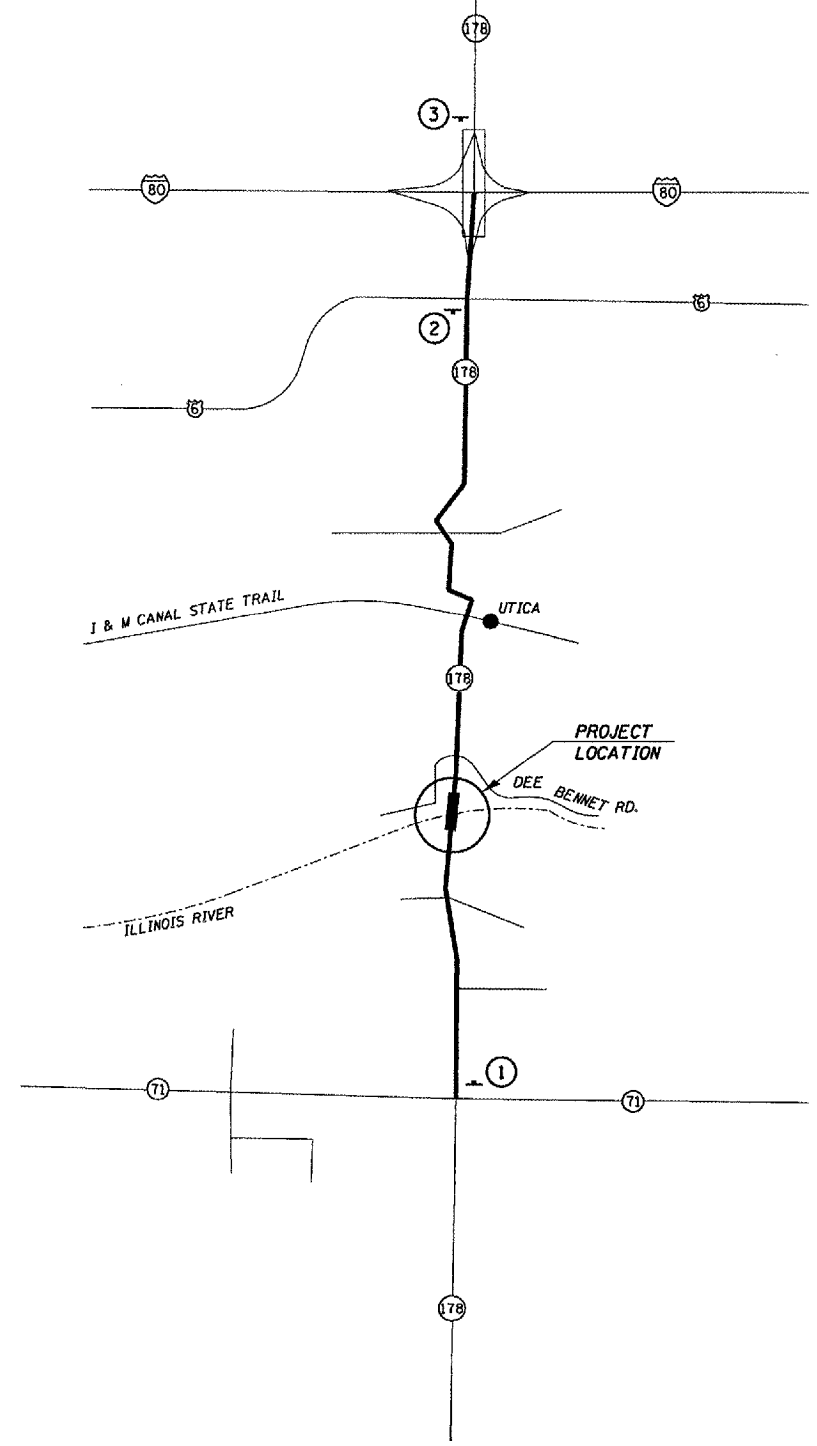 178
3
80
80
6
2
178
6
I & M CANAL STATE TRAIL
UTICA
178
PROJECT
LOCATION
DEE BENNET RD.
ILLINOIS RIVER
1
71
71
178